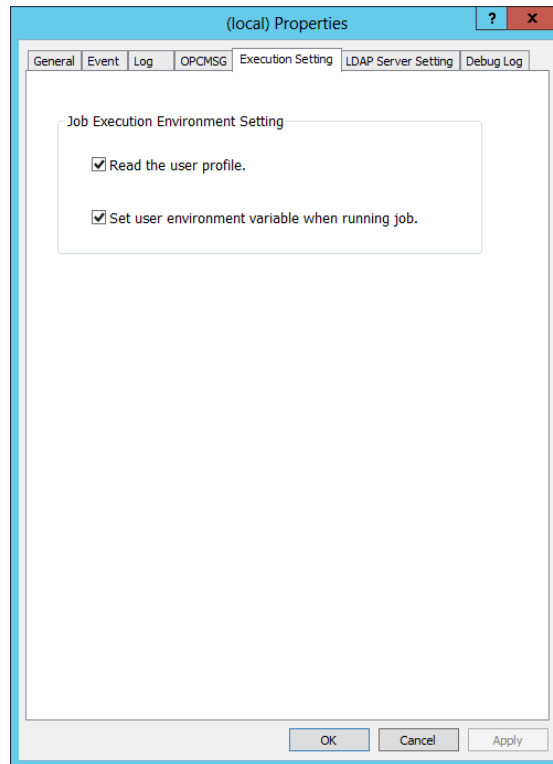 (local) Properties
? x
General Event Log OPCMSG Execution Setting LDAP Server Setting Debug Log
Job Execution Environment Setting
Read the user profile.
Set user environment variable when running job.
OK Cancel Apply